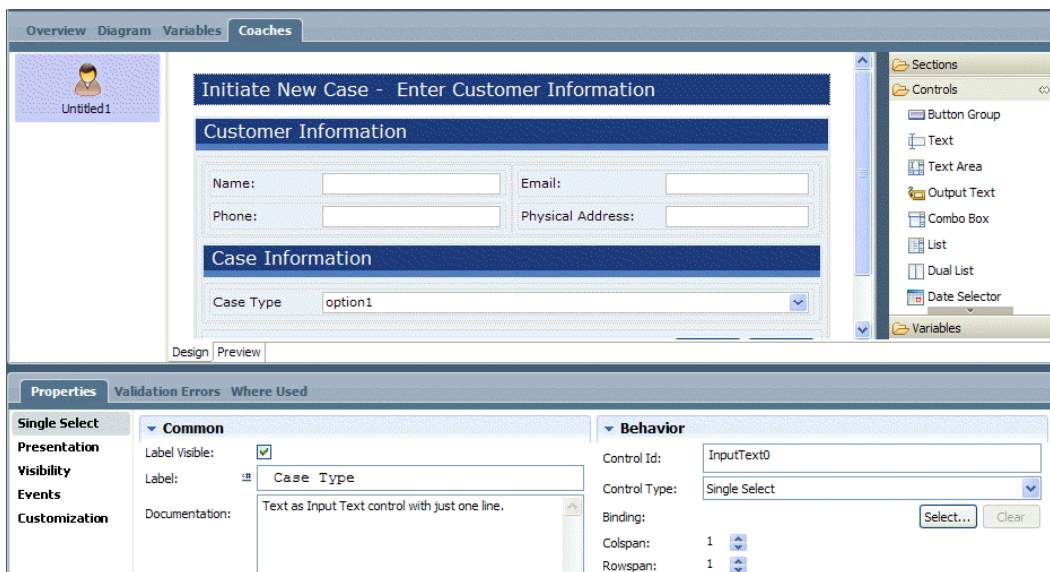 Overview Diagram Variables Coaches
Untitled1
Initiate New Case - Enter Customer Information
Customer Information
Name: Email:
Phone: Physical Address:
Case Information
Case Type option1
Design Preview
Sections
Controls
Button Group
Text
Text Area
Output Text
Combo Box
List
Dual List
Date Selector
Variables
Properties Validation Errors Where Used
Single Select
Presentation
Visibility
Events
Customization
Common
Label Visible:
Label: Case Type
Documentation: Text as Input Text control with just one line.
Behavior
Control Id: InputText0
Control Type: Single Select
Binding: Select... Clear
Colspan: 1
Rowspan: 1